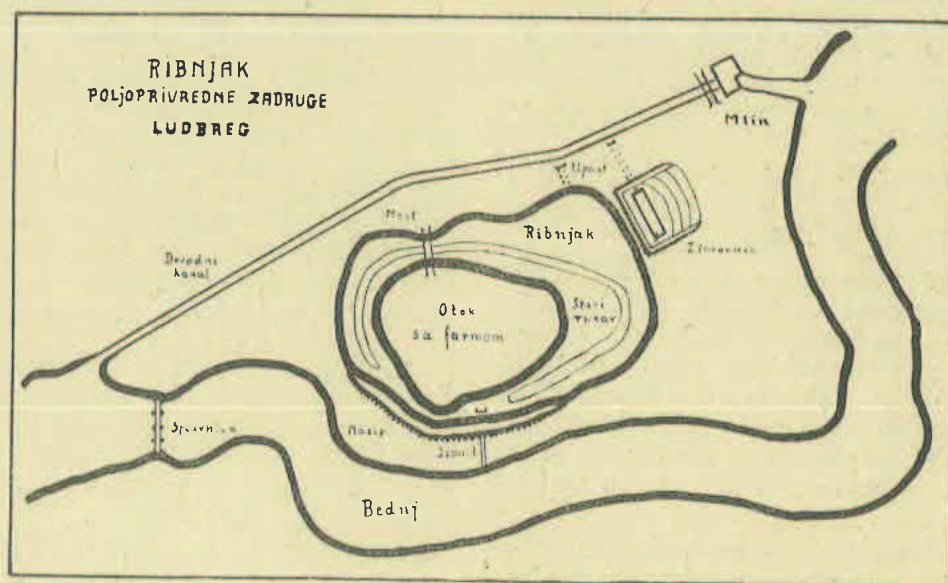 RIBNJAK
POLJOPRIVREDNE ZADRUGE
LUDBREG
Mlin
Upust
Most
Ribnjak
Zimovnik
Dovodni
kanal
Otok
sa farmom
Stari
rukav
Nasip
Bednj